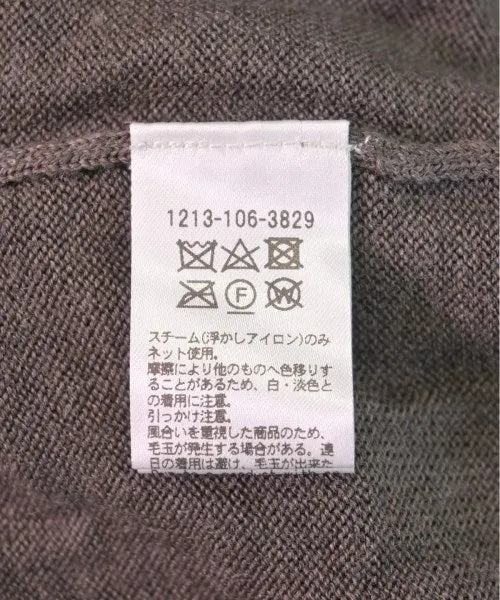 1213-106-3829
F W
スチーム(浮かしアイロン)のみ
ネット使用。
摩擦により他のものへ色移りす
ることがあるため、白・淡色と
の着用に注意。
引っかけ注意。
風合いを重視した商品のため、
毛玉が発生する場合がある。連
日の着用は避け、毛玉が出来た